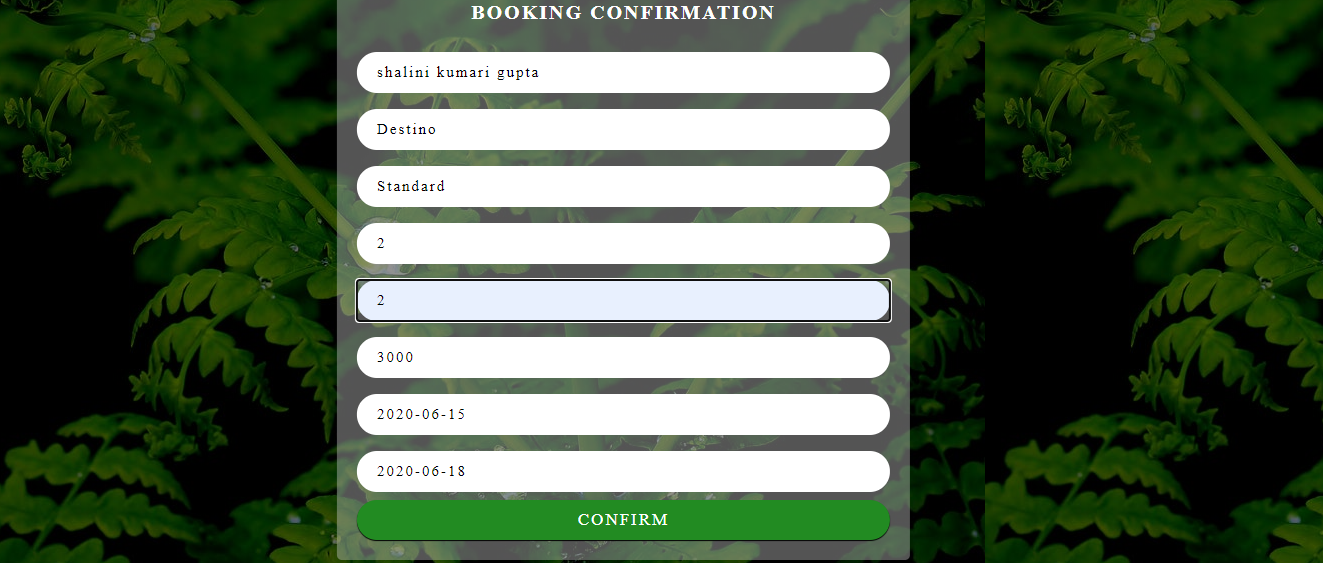 BOOKING CONFIRMATION
shalini kumari gupta
Destino
Standard
2
2
3000
2020-06-15
2020-06-18
CONFIRM